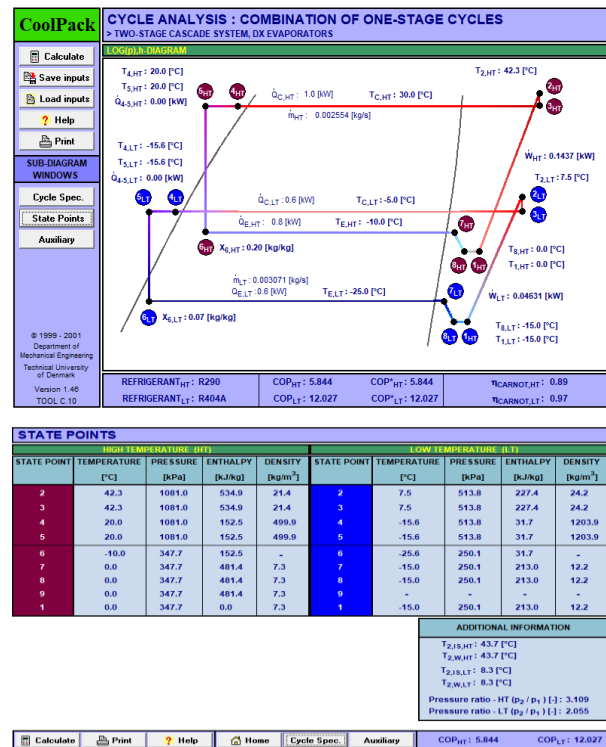 CoolPack
CYCLE ANALYSIS : COMBINATION OF ONE-STAGE CYCLES
> TWO-STAGE CASCADE SYSTEM, DX EVAPORATORS
LOG(p),h-DIAGRAM
Calculate
Save inputs
Load inputs
? Help
Print
SUB-DIAGRAM
WINDOWS
Cycle Spec.
State Points
Auxiliary
© 1999 - 2001
Department of
Mechanical Engineering
Technical University
of Denmark
Version 1.46
TOOL C.10
T4,HT : 20.0 [°C]
T5,HT : 20.0 [°C]
Q̇4-5,HT : 0.00 [kW]
5HT
4HT
Q̇C,HT : 1.0 [kW]
TC,HT : 30.0 [°C]
ṁHT : 0.002554 [kg/s]
T2,HT : 42.3 [°C]
2HT
3HT
T4,LT : -15.6 [°C]
T5,LT : -15.6 [°C]
Q̇4-5,LT : 0.00 [kW]
ẆHT : 0.1437 [kW]
T2,LT : 7.5 [°C]
5LT
4LT
Q̇C,LT : 0.6 [kW]
TC,LT : -5.0 [°C]
2LT
3LT
Q̇E,HT : 0.8 [kW]
TE,HT : -10.0 [°C]
7HT
6HT
X6,HT : 0.20 [kg/kg]
8HT
1HT
T8,HT : 0.0 [°C]
T1,HT : 0.0 [°C]
ṁLT : 0.003071 [kg/s]
Q̇E,LT : 0.6 [kW]
TE,LT : -25.0 [°C]
7LT
ẆLT : 0.04631 [kW]
6LT
X6,LT : 0.07 [kg/kg]
8LT
1HT
T8,LT : -15.0 [°C]
T1,LT : -15.0 [°C]
REFRIGERANTHT : R290 COPHT : 5.844 COP*HT : 5.844 ηCARNOT,HT : 0.89
REFRIGERANTLT : R404A COPLT : 12.027 COP*LT : 12.027 ηCARNOT,LT : 0.97
STATE POINTS
HIGH TEMPERATURE (HT) LOW TEMPERATURE (LT)
STATE POINT TEMPERATURE PRESSURE ENTHALPY DENSITY STATE POINT TEMPERATURE PRESSURE ENTHALPY DENSITY
[°C] [kPa] [kJ/kg] [kg/m³] [°C] [kPa] [kJ/kg] [kg/m³]
2 42.3 1081.0 534.9 21.4 2 7.5 513.8 227.4 24.2
3 42.3 1081.0 534.9 21.4 3 7.5 513.8 227.4 24.2
4 20.0 1081.0 152.5 499.9 4 -15.6 513.8 31.7 1203.9
5 20.0 1081.0 152.5 499.9 5 -15.6 513.8 31.7 1203.9
6 -10.0 347.7 152.5 - 6 -25.6 250.1 31.7 -
7 0.0 347.7 481.4 7.3 7 -15.0 250.1 213.0 12.2
8 0.0 347.7 481.4 7.3 8 -15.0 250.1 213.0 12.2
9 0.0 347.7 481.4 7.3 9 - - - -
1 0.0 347.7 0.0 7.3 1 -15.0 250.1 213.0 12.2
ADDITIONAL INFORMATION
T2,IS,HT : 43.7 [°C]
T2,W,HT : 43.7 [°C]
T2,IS,LT : 8.3 [°C]
T2,W,LT : 8.3 [°C]
Pressure ratio - HT (p2 / p1 ) [-] : 3.109
Pressure ratio - LT (p2 / p1 ) [-] : 2.055
Calculate Print ? Help Home Cycle Spec. Auxiliary COPHT : 5.844 COPLT : 12.027